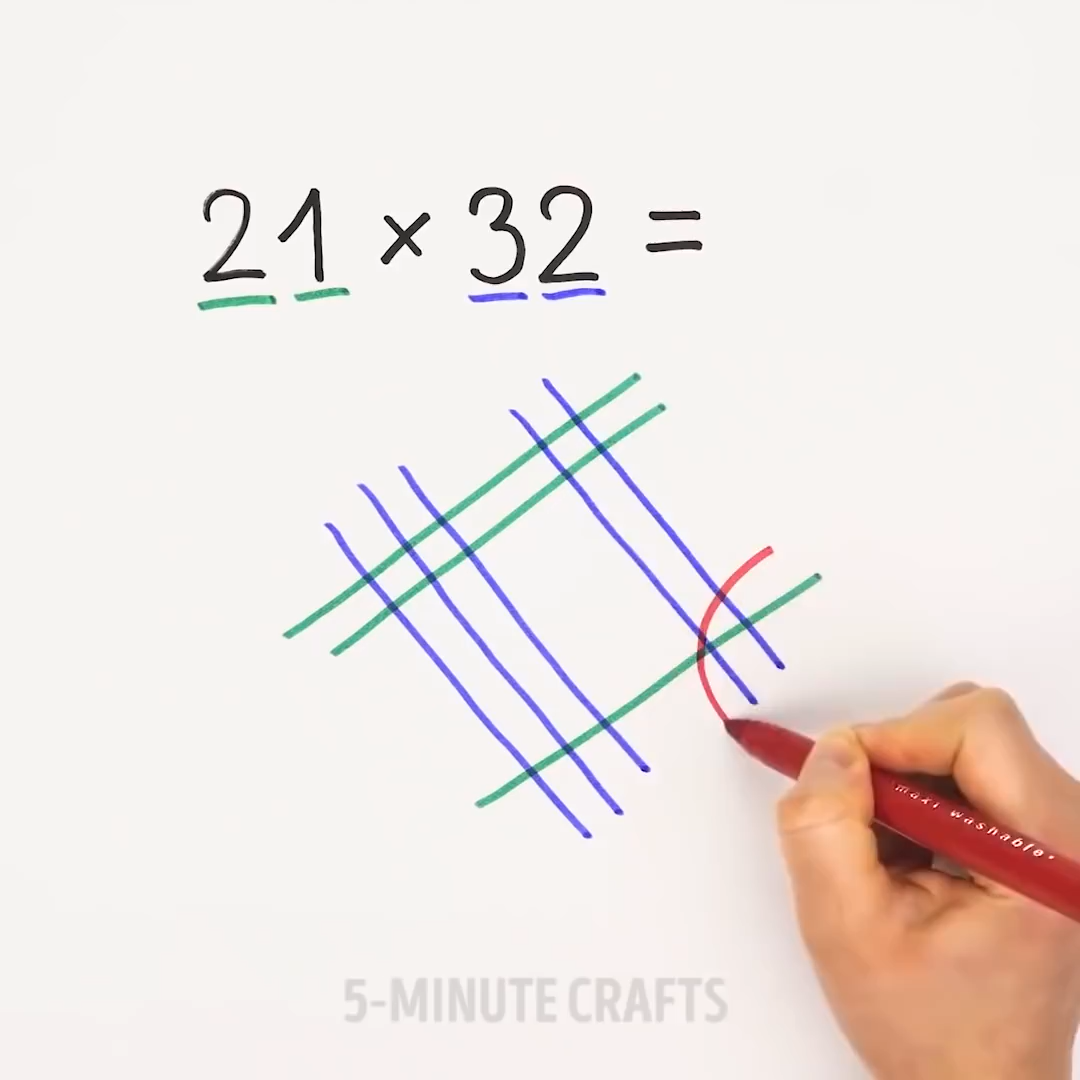 21 × 32 =
maxi washable
5-MINUTE CRAFTS